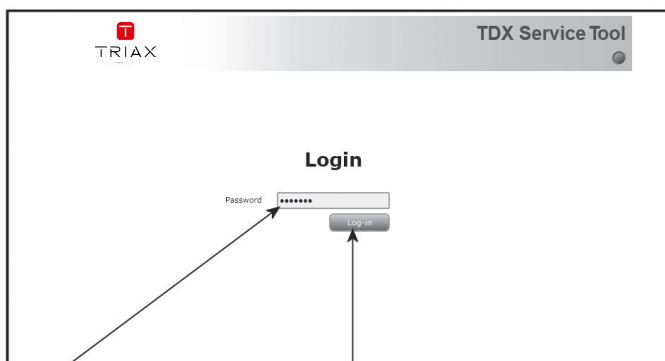 T
TRIAX
TDX Service Tool
Login
Password •••••••
Log-in